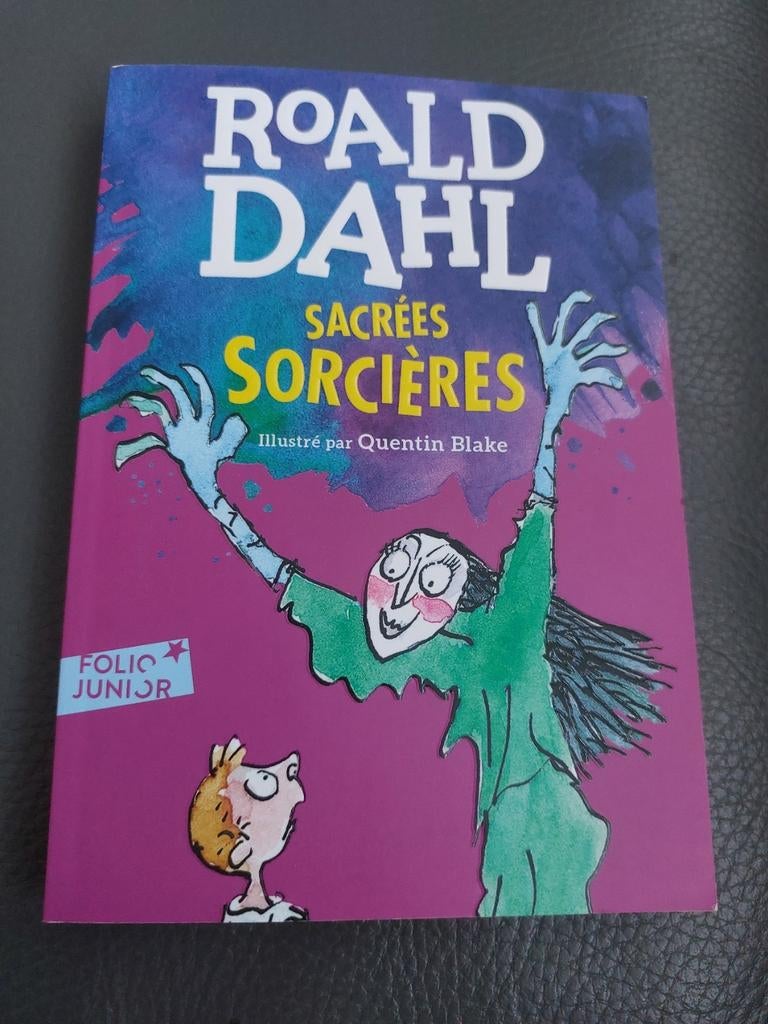 ROALD
DAHL
SACRÉES
SORCIÈRES
Illustré par Quentin Blake
FOLIO
JUNIOR